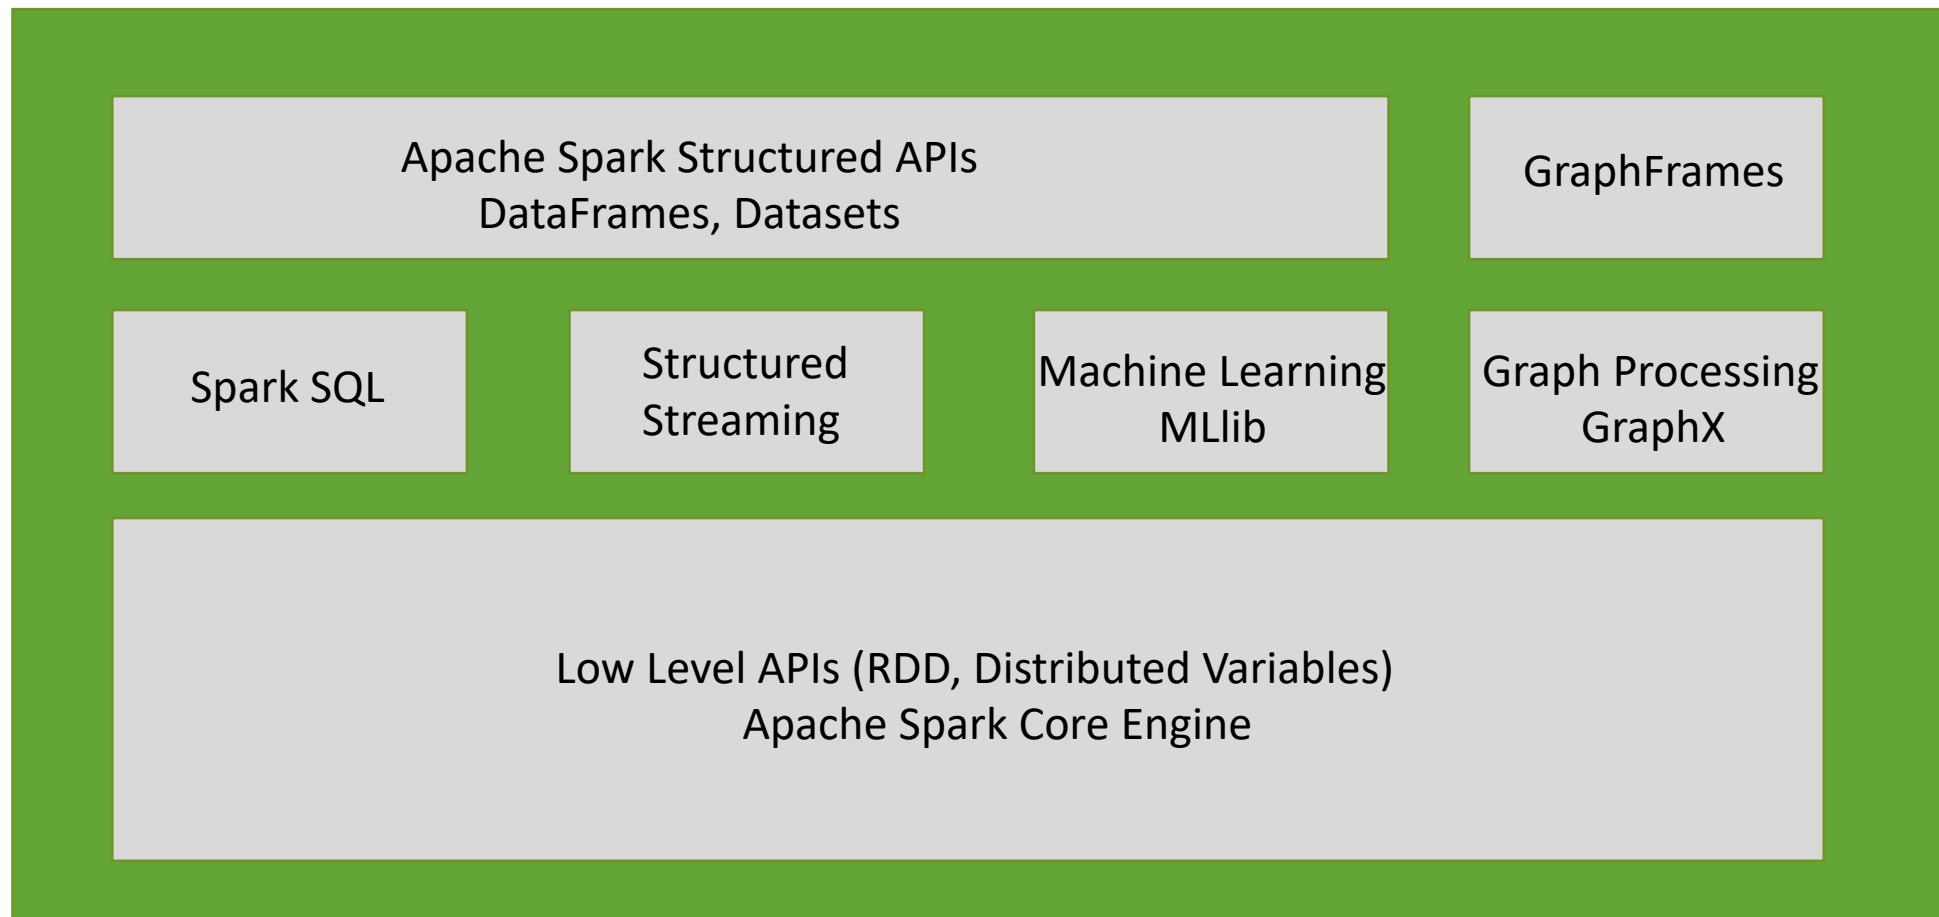 Apache Spark Structured APIs
DataFrames, Datasets
GraphFrames
Spark SQL
Structured
Streaming
Machine Learning
MLlib
Graph Processing
GraphX
Low Level APIs (RDD, Distributed Variables)
Apache Spark Core Engine